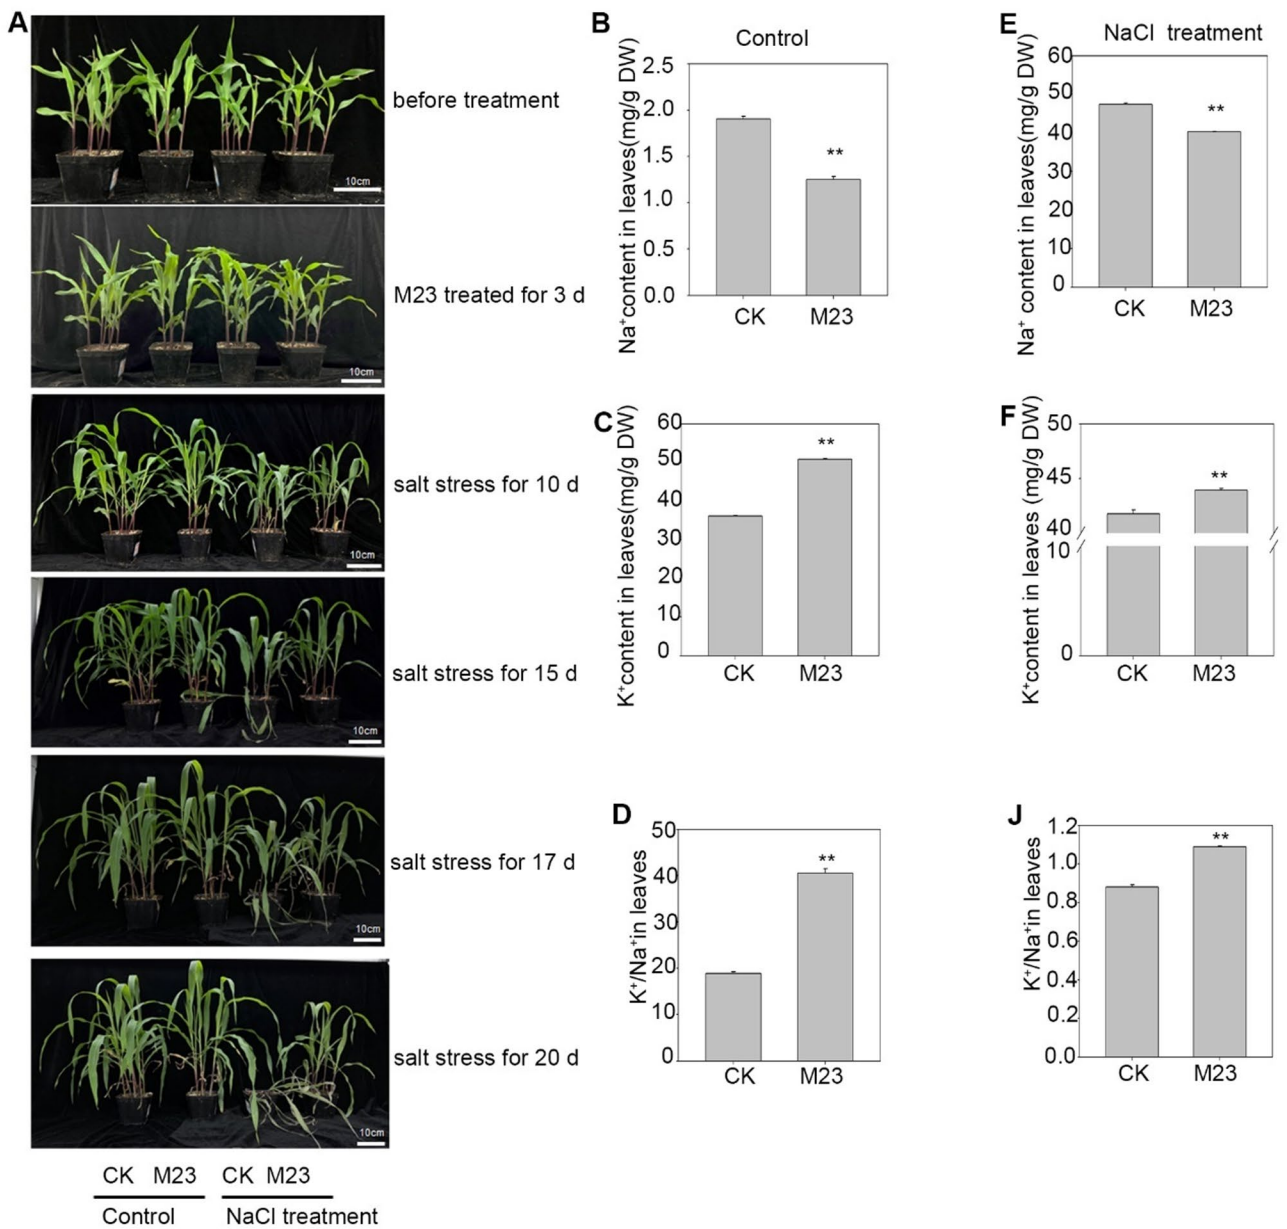 A
before treatment
10cm
M23 treated for 3 d
10cm
salt stress for 10 d
10cm
salt stress for 15 d
10cm
salt stress for 17 d
10cm
salt stress for 20 d
10cm
CK M23 CK M23
Control NaCl treatment
B
Control
Na⁺content in leaves(mg/g DW)
2.5
2.0
1.5
1.0
0.5
0.0
**
CK M23
C
K⁺content in leaves(mg/g DW)
60
50
40
30
20
10
0
**
CK M23
D
K⁺/Na⁺in leaves
50
40
30
20
10
0
**
CK M23
E
NaCl treatment
Na⁺ content in leaves(mg/g DW)
60
50
40
30
20
10
0
**
CK M23
F
K⁺content in leaves (mg/g DW)
50
45
40
10
0
**
CK M23
J
K⁺/Na⁺in leaves
1.2
1.0
0.8
0.6
0.4
0.2
0.0
**
CK M23